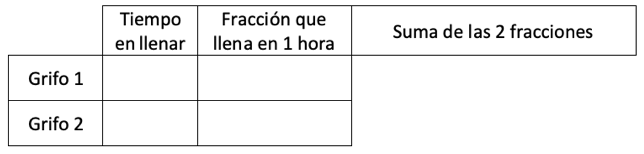 Tiempo
en llenar
Fracción que
llena en 1 hora
Suma de las 2 fracciones
Grifo 1
Grifo 2